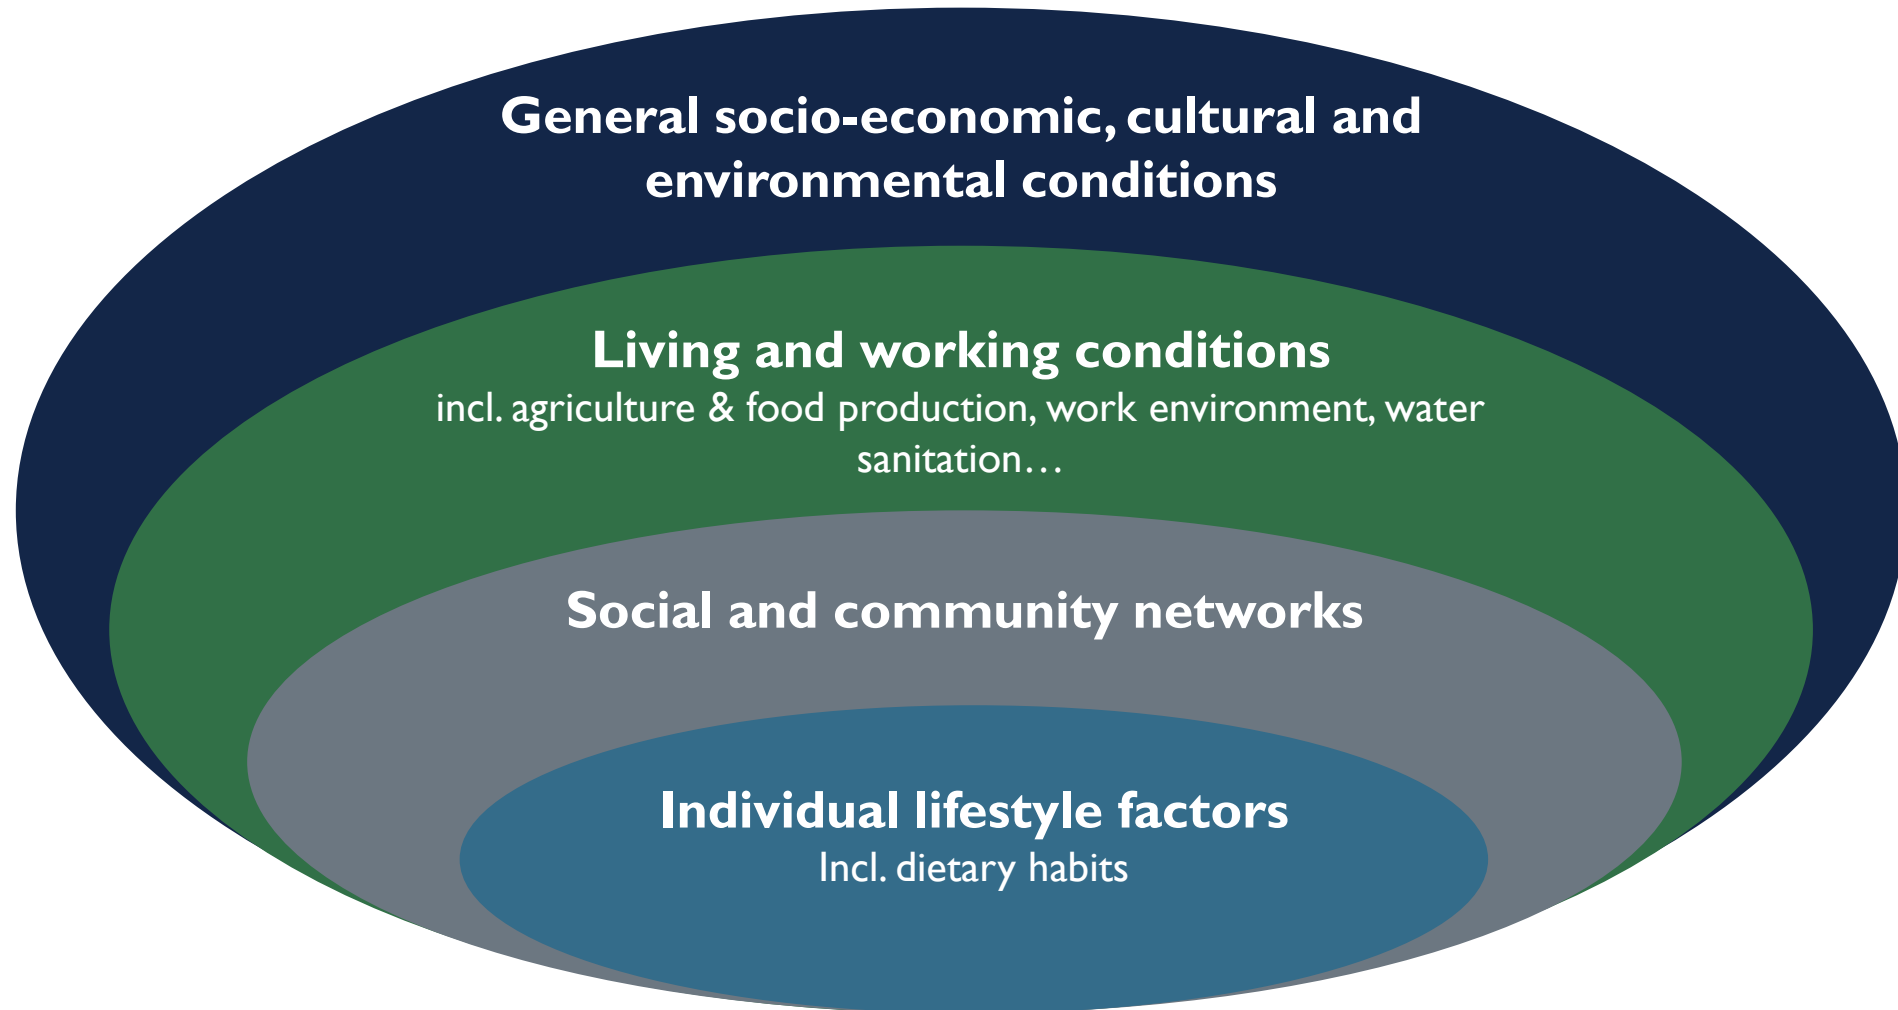 General socio-economic, cultural and
environmental conditions
Living and working conditions
incl. agriculture & food production, work environment, water
sanitation…
Social and community networks
Individual lifestyle factors
Incl. dietary habits